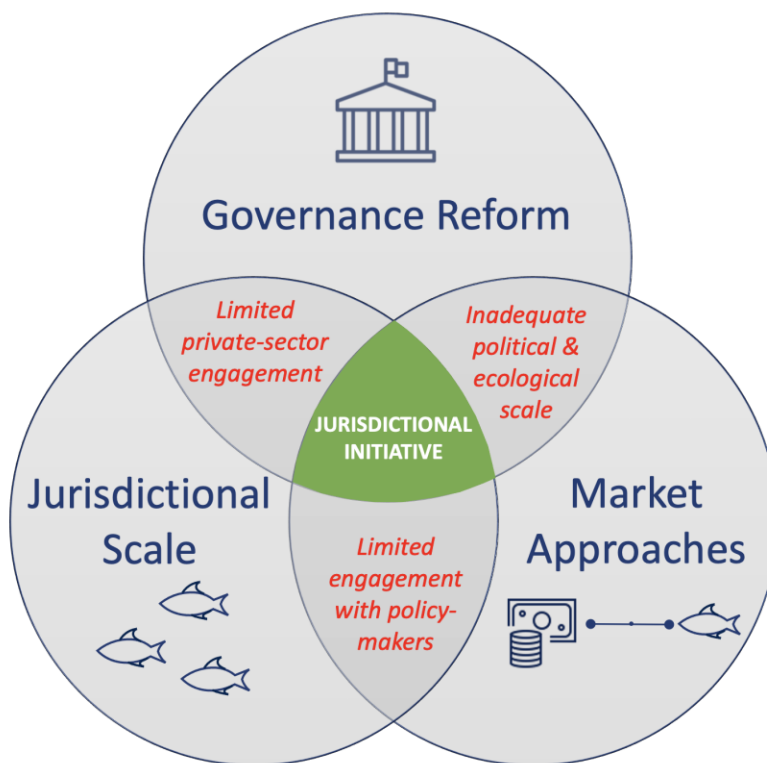 Governance Reform
Limited
private-sector
engagement
Inadequate
political &
ecological
scale
JURISDICTIONAL
INITIATIVE
Jurisdictional
Scale
Market
Approaches
Limited
engagement
with policy-
makers